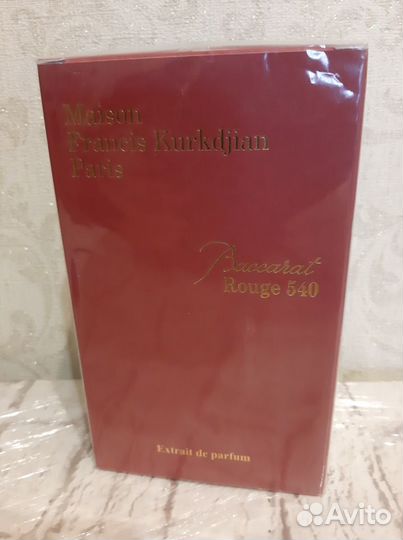 Maison
Francis Kurkdjian
Paris
Baccarat
Rouge 540
Extrait de parfum
Avito